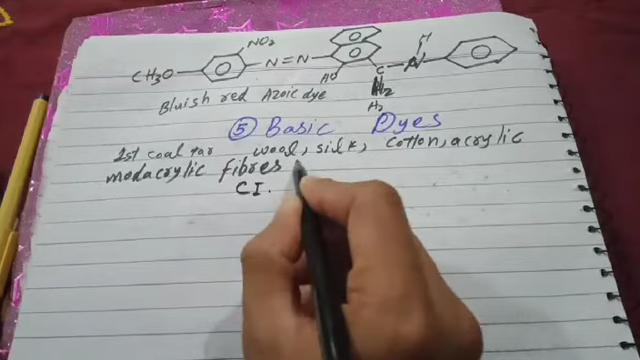 NO₂
CH₃O N=N H
HO C N
H₂
Bluish red Azoic dye
⑤ Basic Dyes
1st coal tar wool, silk, cotton, acrylic
modacrylic fibres
CI.